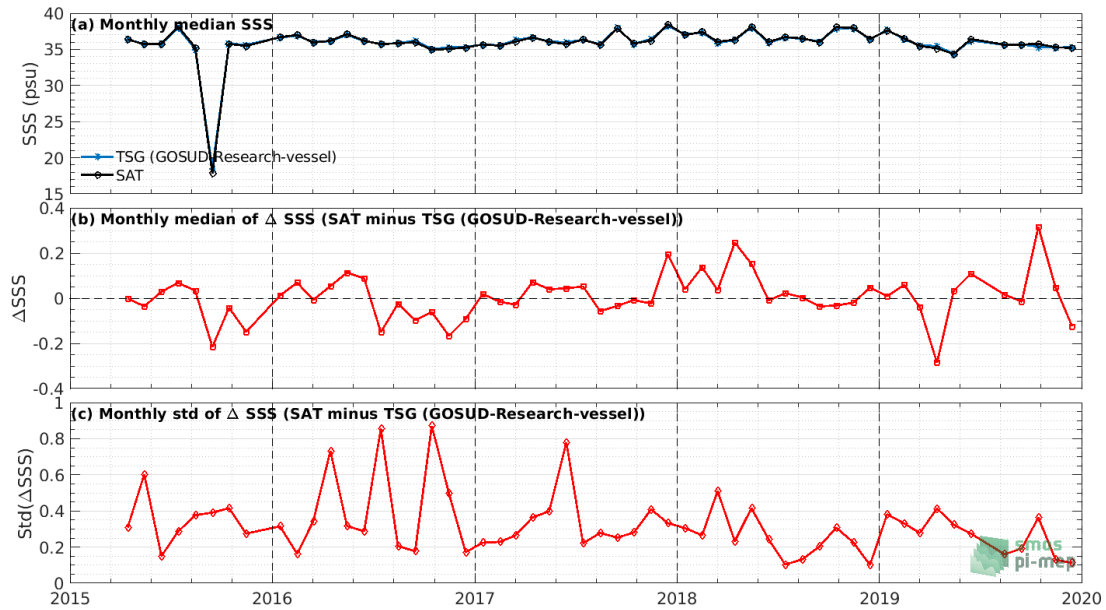 (a) Monthly median SSS
40
35
30
25
20
15
SSS (psu)
TSG (GOSUD-Research-vessel)
SAT
(b) Monthly median of Δ SSS (SAT minus TSG (GOSUD-Research-vessel))
0.4
0.2
0
-0.2
-0.4
ΔSSS
(c) Monthly std of Δ SSS (SAT minus TSG (GOSUD-Research-vessel))
1
0.8
0.6
0.4
0.2
0
Std(ΔSSS)
smos
pi-mep
2015 2016 2017 2018 2019 2020